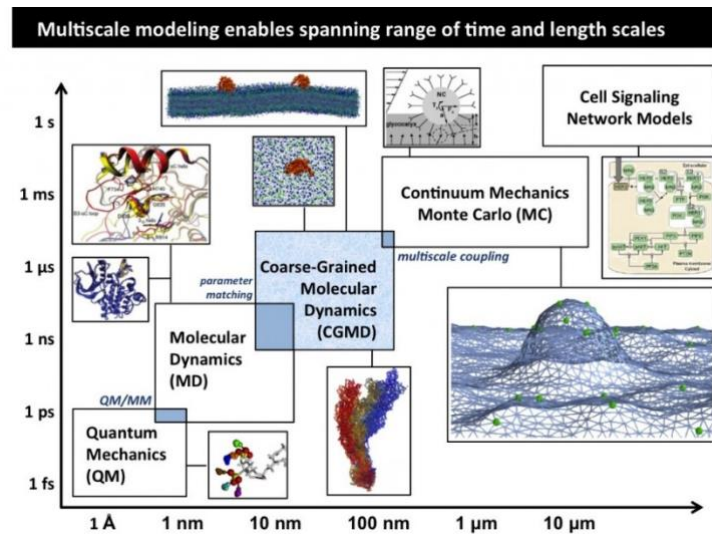 Multiscale modeling enables spanning range of time and length scales
1 s
1 ms
1 µs
1 ns
1 ps
1 fs
Cell Signaling
Network Models
NC
Continuum Mechanics
Monte Carlo (MC)
multiscale coupling
Coarse-Grained
Molecular
Dynamics
(CGMD)
parameter
matching
Molecular
Dynamics
(MD)
QM/MM
Quantum
Mechanics
(QM)
1 Å
1 nm
10 nm
100 nm
1 µm
10 µm